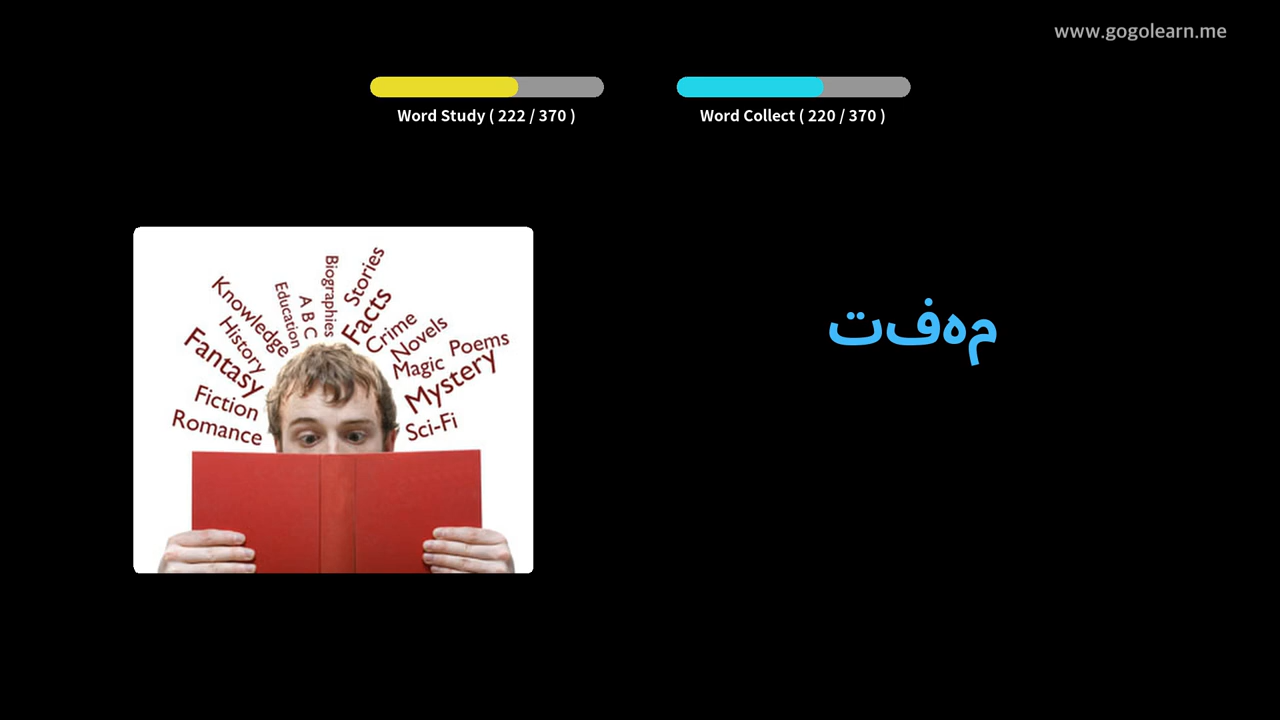 www.gogolearn.me
Word Study ( 222 / 370 )
Word Collect ( 220 / 370 )
Biographies
Stories
Education
A B C
Facts
Knowledge
Crime
History
Novels
Fantasy
Poems
Magic
Mystery
Fiction
Romance
Sci-Fi
مهفت